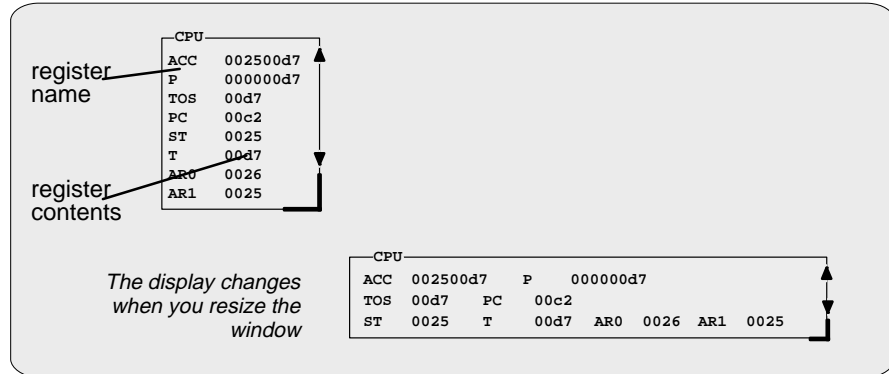 CPU
ACC 002500d7
P 000000d7
TOS 00d7
PC 00c2
ST 0025
T 00d7
AR0 0026
AR1 0025
register
name
register
contents
The display changes
when you resize the
window
CPU
ACC 002500d7 P 000000d7
TOS 00d7 PC 00c2
ST 0025 T 00d7 AR0 0026 AR1 0025